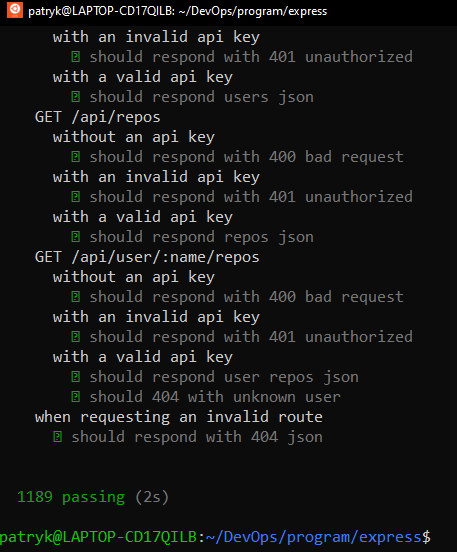 patryk@LAPTOP-CD17QILB: ~/DevOps/program/express
with an invalid api key
should respond with 401 unauthorized
with a valid api key
should respond users json
GET /api/repos
without an api key
should respond with 400 bad request
with an invalid api key
should respond with 401 unauthorized
with a valid api key
should respond repos json
GET /api/user/:name/repos
without an api key
should respond with 400 bad request
with an invalid api key
should respond with 401 unauthorized
with a valid api key
should respond user repos json
should 404 with unknown user
when requesting an invalid route
should respond with 404 json
1189 passing (2s)
patryk@LAPTOP-CD17QILB:~/DevOps/program/express$